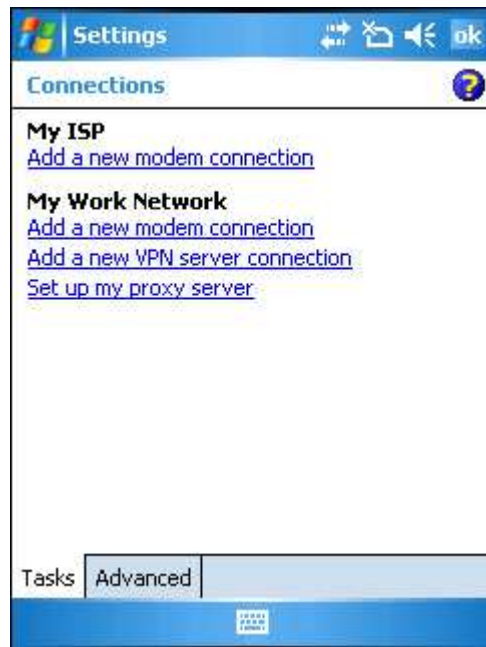 Settings
ok
Connections
?
My ISP
Add a new modem connection
My Work Network
Add a new modem connection
Add a new VPN server connection
Set up my proxy server
Tasks
Advanced